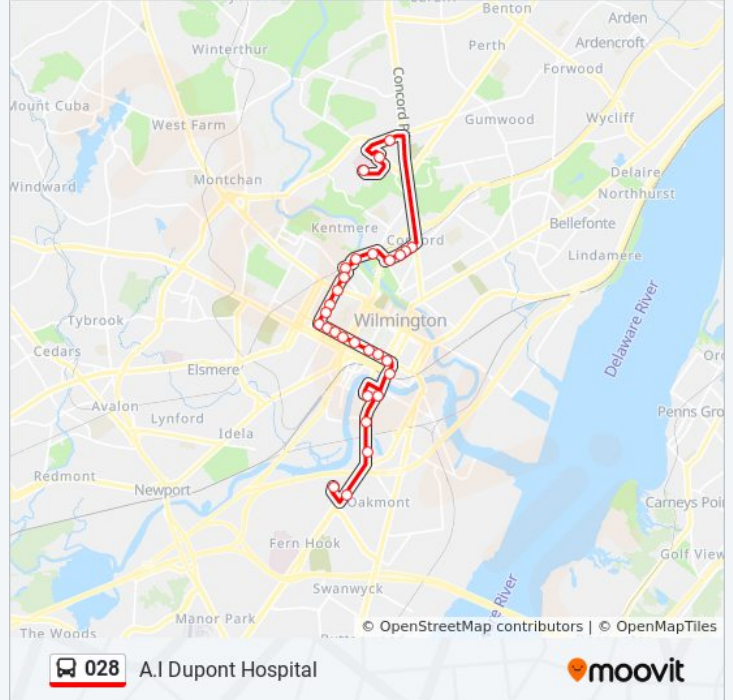 Benton
Arden
Winterthur
Perth
Ardencroft
Forwood
Mount Cuba
Concord P
West Farm
Gumwood
Wycliff
Delaire
Montchan
Windward
Northhurst
Kentmere
Bellefonte
Concord
Lindamere
Delaware River
Tybrook
Wilmington
Cedars
Elsmere
Avalon
Lynford
Penns Gro
Idela
Redmont
Newport
Oakmont
Carneys Poi
Fern Hook
Golf View
Swanwyck
e River
Manor Park
The Woods
© OpenStreetMap contributors | © OpenMapTiles
028 A.I Dupont Hospital
moovit